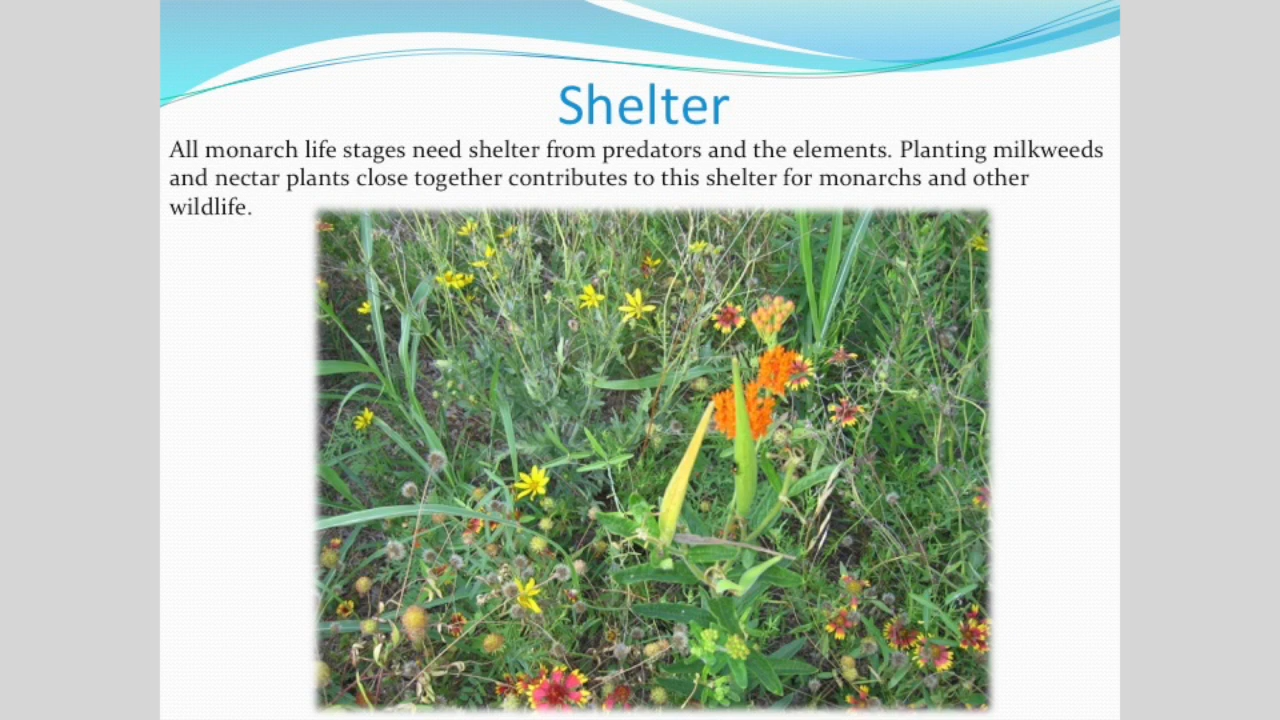 Shelter
All monarch life stages need shelter from predators and the elements. Planting milkweeds
and nectar plants close together contributes to this shelter for monarchs and other
wildlife.